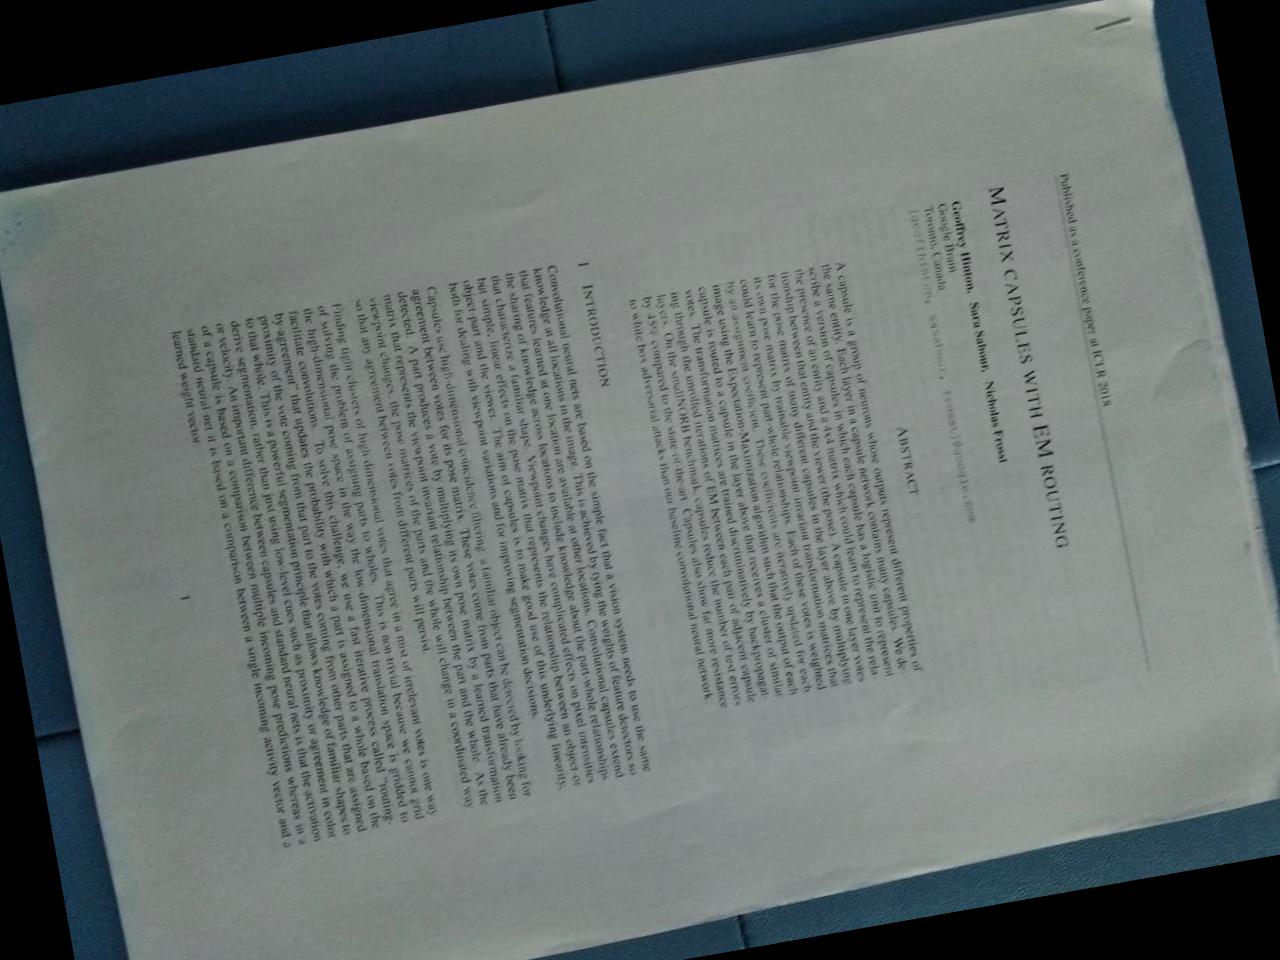 Published as a conference paper at ICLR 2018
MATRIX CAPSULES WITH EM ROUTING
Geoffrey Hinton, Sara Sabour, Nicholas Frosst
Google Brain
Toronto, Canada
{geoffhinton, sasabour, frosst}@google.com
ABSTRACT
A capsule is a group of neurons whose outputs represent different properties of
the same entity. Each layer in a capsule network contains many capsules. We de-
scribe a version of capsules in which each capsule has a logistic unit to represent
the presence of an entity and a 4x4 matrix which could learn to represent the rela-
tionship between that entity and the viewer (the pose). A capsule in one layer votes
for the pose matrix of many different capsules in the layer above by multiplying
its own pose matrix by trainable viewpoint-invariant transformation matrices that
could learn to represent part-whole relationships. Each of these votes is weighted
by an assignment coefficient. These coefficients are iteratively updated for each
image using the Expectation-Maximization algorithm such that the output of each
capsule is routed to a capsule in the layer above that receives a cluster of similar
votes. The transformation matrices are trained discriminatively by backpropagat-
ing through the unrolled iterations of EM between each pair of adjacent capsule
layers. On the smallNORB benchmark, capsules reduce the number of test errors
by 45% compared to the state-of-the-art. Capsules also show far more resistance
to white box adversarial attacks than our baseline convolutional neural network.
1 INTRODUCTION
Convolutional neural nets are based on the simple fact that a vision system needs to use the same
knowledge at all locations in the image. This is achieved by tying the weights of feature detectors so
that features learned at one location are available at other locations. Convolutional capsules extend
the sharing of knowledge across locations to include knowledge about the part-whole relationships
that characterize a familiar shape. Viewpoint changes have complicated effects on pixel intensities
but simple, linear effects on the pose matrix that represents the relationship between an object or
object-part and the viewer. The aim of capsules is to make good use of this underlying linearity,
both for dealing with viewpoint variations and for improving segmentation decisions.
Capsules use high-dimensional coincidence filtering: a familiar object can be detected by looking for
agreement between votes for its pose matrix. These votes come from parts that have already been
detected. A part produces a vote by multiplying its own pose matrix by a learned transformation
matrix that represents the viewpoint invariant relationship between the part and the whole. As the
viewpoint changes, the pose matrices of the parts and the whole will change in a coordinated way
so that any agreement between votes from different parts will persist.
Finding tight clusters of high-dimensional votes that agree in a mist of irrelevant votes is one way
of solving the problem of assigning parts to wholes. This is non-trivial because we cannot grid
the high-dimensional pose space in the way the low-dimensional translation space is gridded to
facilitate convolutions. To solve this challenge, we use a fast iterative process called "routing-
by-agreement" that updates the probability with which a part is assigned to a whole based on the
proximity of the vote coming from that part to the votes coming from other parts that are assigned
to that whole. This is a powerful segmentation principle that allows knowledge of familiar shapes to
derive segmentation, rather than just using low-level cues such as proximity or agreement in color
or velocity. An important difference between capsules and standard neural nets is that the activation
of a capsule is based on a comparison between multiple incoming pose predictions whereas in a
standard neural net it is based on a comparison between a single incoming activity vector and a
learned weight vector.
1